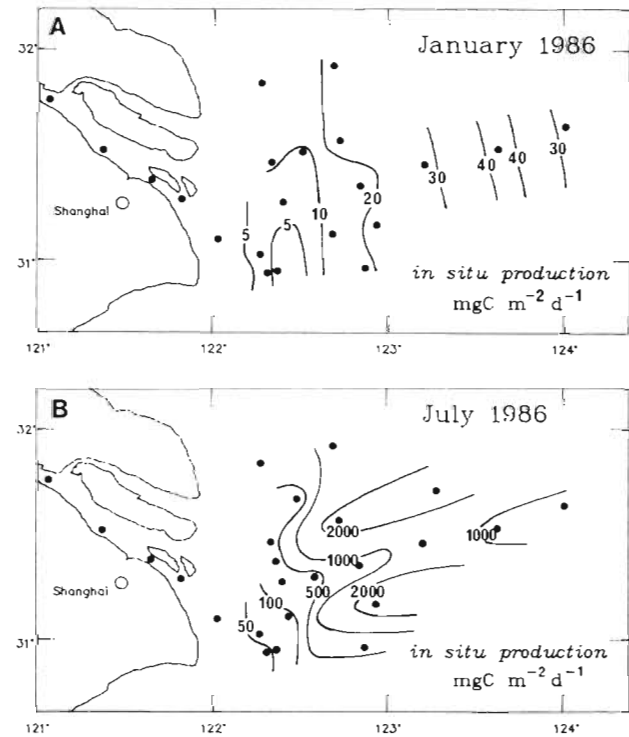 A
January 1986
32°
Shanghai
5
5
10
20
30
40
40
30
31°
in situ production
mgC m⁻² d⁻¹
121°
122°
123°
124°
B
July 1986
32°
2000
1000
1000
Shanghai
500
2000
100
50
31°
in situ production
mgC m⁻² d⁻¹
121°
122°
123°
124°